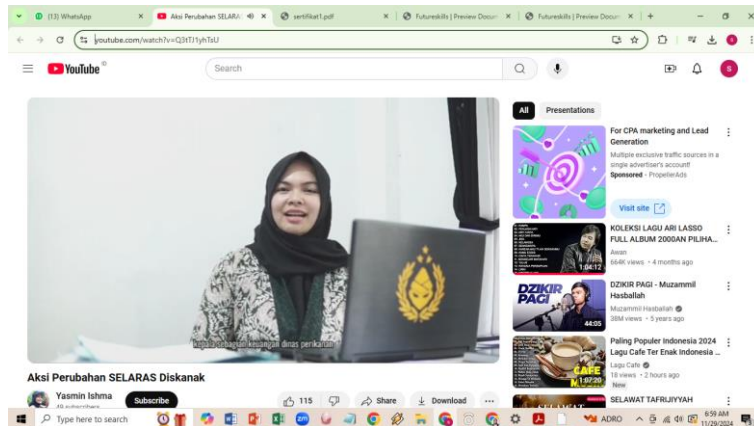 (13) WhatsApp
Aksi Perubahan SELARA
sertifikat1.pdf
Futureskills | Preview Docum
Futureskills | Preview Docum
youtube.com/watch?v=Q3tTJ1yhTsU
YouTube ID
Search
S
kepala sebagian keuangan dinas perikanan
Aksi Perubahan SELARAS Diskanak
Yasmin Ishma
49 subscribers
Subscribe
115
Share
Download
All
Presentations
For CPA marketing and Lead
Generation
Multiple exclusive traffic sources in a
single advertiser's account!
Sponsored · PropellerAds
Visit site
KOLEKSI LAGU ARI LASSO
FULL ALBUM 2000AN PILIHA...
Awan
664K views · 4 months ago
1:04:12
DZIKIR PAGI - Muzammil
Hasballah
Muzammil Hasballah
38M views · 5 years ago
DZIKIR
PAGI
44:05
Paling Populer Indonesia 2024
Lagu Cafe Ter Enak Indonesia ...
Lagu Cafe
18 views · 2 hours ago
New
CAFE
1:07:20
SELAWAT TAFRIJIYYAH
SELAWAT
Type here to search
ADRO
6:59 AM
11/29/2024